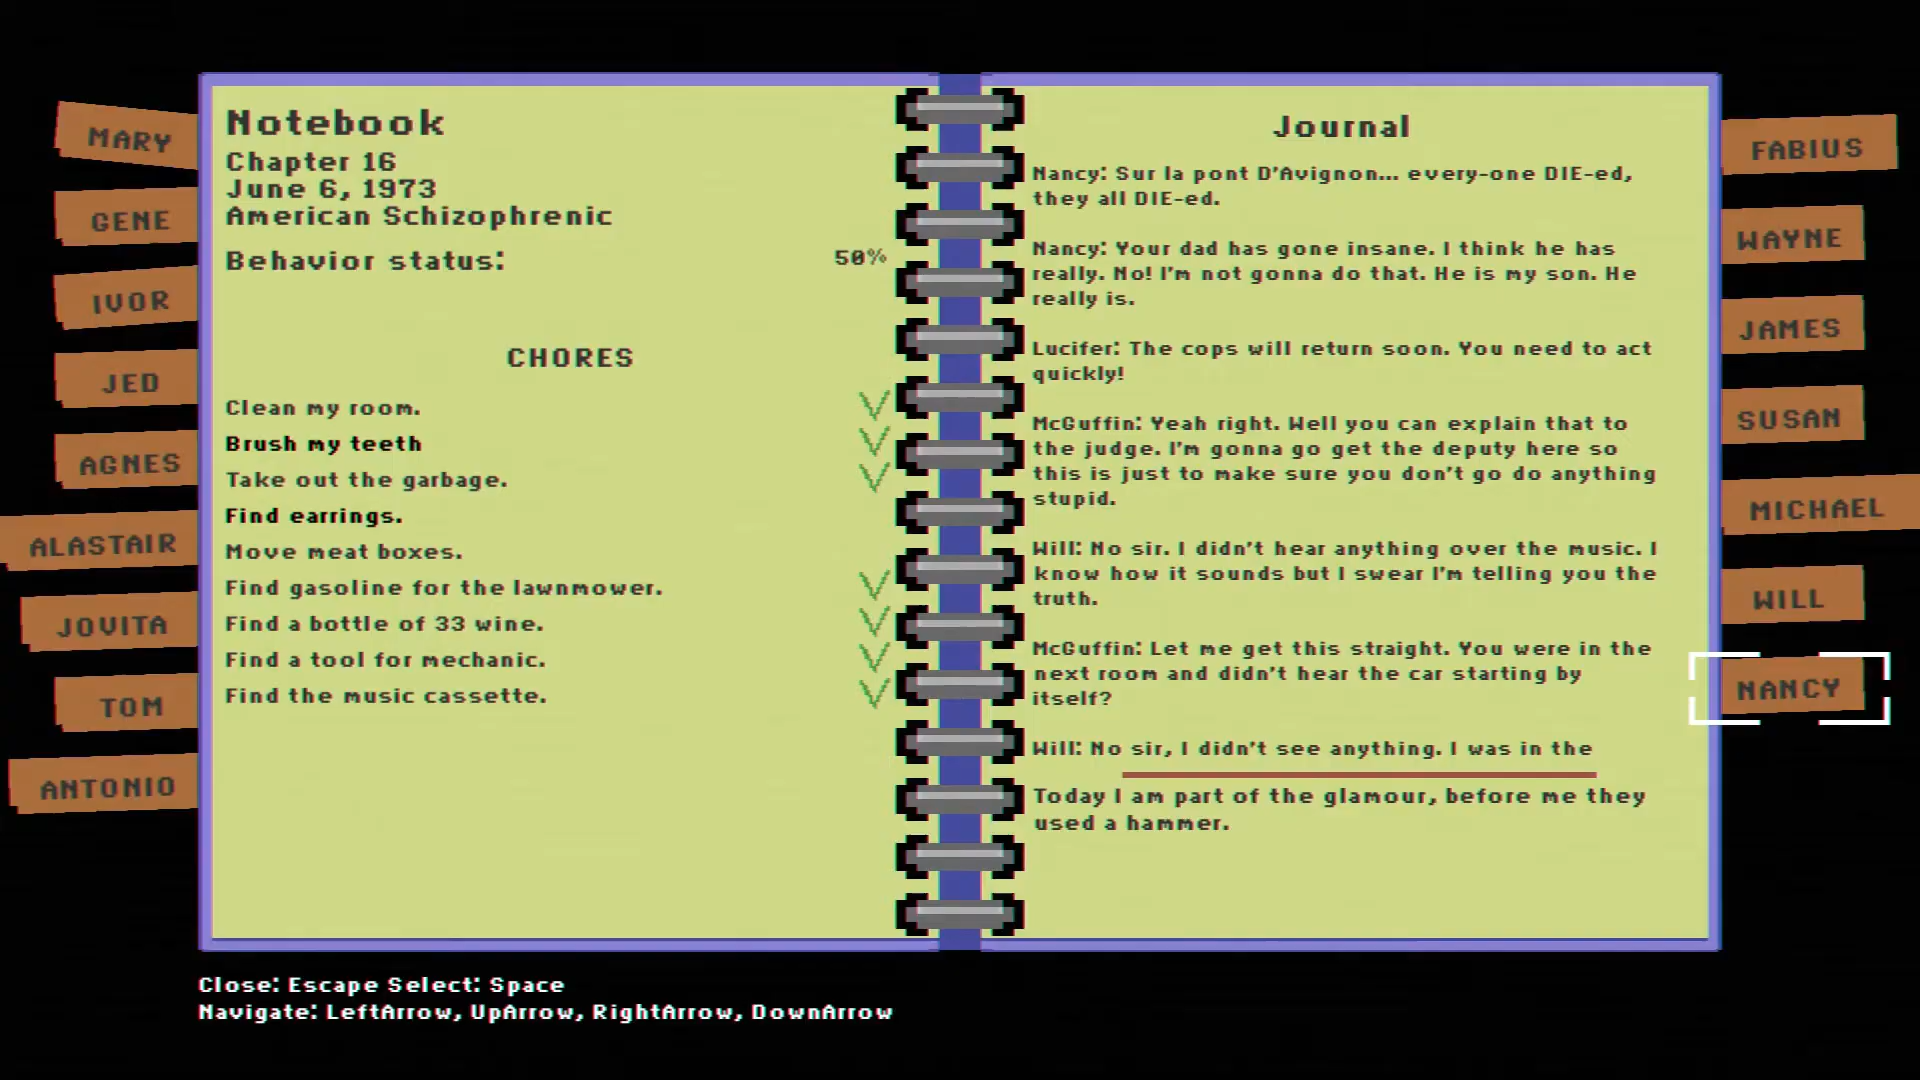 MARY
GENE
IVOR
JED
AGNES
ALASTAIR
JOVITA
TOM
ANTONIO
Notebook
Chapter 16
June 6, 1973
American Schizophrenic
Behavior status: 50%
CHORES
Clean my room.
Brush my teeth
Take out the garbage.
Find earrings.
Move meat boxes.
Find gasoline for the lawnmower.
Find a bottle of 33 wine.
Find a tool for mechanic.
Find the music cassette.
Journal
Nancy: Sur la pont D'Avignon... every-one DIE-ed,
they all DIE-ed.
Nancy: Your dad has gone insane. I think he has
really. No! I'm not gonna do that. He is my son. He
really is.
Lucifer: The cops will return soon. You need to act
quickly!
McGuffin: Yeah right. Well you can explain that to
the judge. I'm gonna go get the deputy here so
this is just to make sure you don't go do anything
stupid.
Will: No sir. I didn't hear anything over the music. I
know how it sounds but I swear I'm telling you the
truth.
McGuffin: Let me get this straight. You were in the
next room and didn't hear the car starting by
itself?
Will: No sir, I didn't see anything. I was in the
Today I am part of the glamour, before me they
used a hammer.
FABIUS
WAYNE
JAMES
SUSAN
MICHAEL
WILL
NANCY
Close: Escape Select: Space
Navigate: LeftArrow, UpArrow, RightArrow, DownArrow